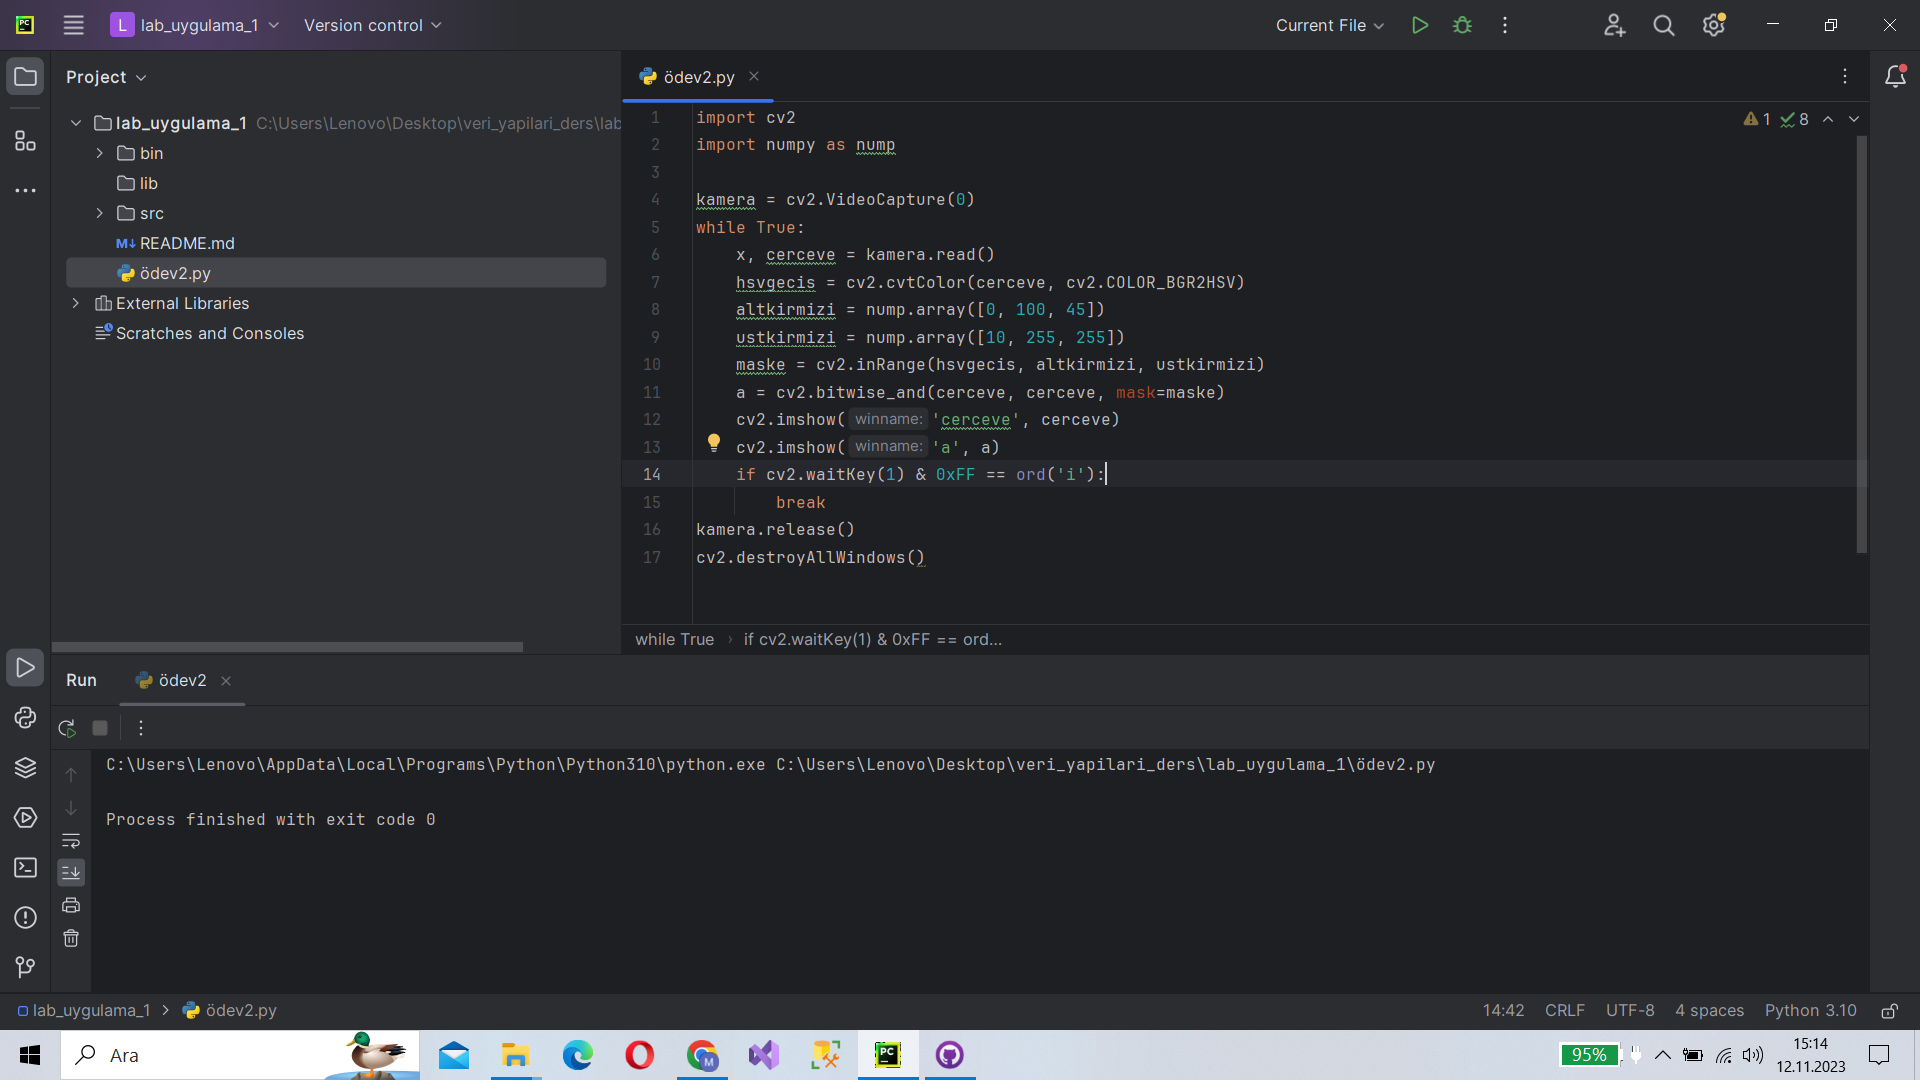 PC
L lab_uygulama_1 Version control Current File
Project
lab_uygulama_1 C:\Users\Lenovo\Desktop\veri_yapilari_ders\lab
bin
lib
src
M↓ README.md
ödev2.py
External Libraries
Scratches and Consoles
ödev2.py
1 8
1 import cv2
2 import numpy as nump
3
4 kamera = cv2.VideoCapture(0)
5 while True:
6 x, cerceve = kamera.read()
7 hsvgecis = cv2.cvtColor(cerceve, cv2.COLOR_BGR2HSV)
8 altkirmizi = nump.array([0, 100, 45])
9 ustkirmizi = nump.array([10, 255, 255])
10 maske = cv2.inRange(hsvgecis, altkirmizi, ustkirmizi)
11 a = cv2.bitwise_and(cerceve, cerceve, mask=maske)
12 cv2.imshow( winname: 'cerceve', cerceve)
13 cv2.imshow( winname: 'a', a)
14 if cv2.waitKey(1) & 0xFF == ord('i'):
15 break
16 kamera.release()
17 cv2.destroyAllWindows()
while True › if cv2.waitKey(1) & 0xFF == ord...
Run ödev2
C:\Users\Lenovo\AppData\Local\Programs\Python\Python310\python.exe C:\Users\Lenovo\Desktop\veri_yapilari_ders\lab_uygulama_1\ödev2.py
Process finished with exit code 0
lab_uygulama_1 > ödev2.py 14:42 CRLF UTF-8 4 spaces Python 3.10
Ara M PC 95% 15:14
12.11.2023